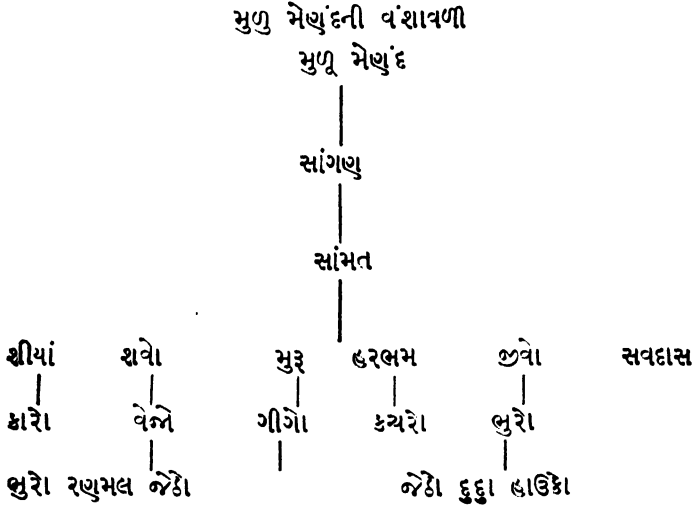 મુળુ મેણંદની વંશાવળી
મુળૂ મેણંદ
સાંગણ
સાંમત
શીયાં શવો મુરૂ હરભમ જીવો સવદાસ
કારો વેજો ગીગો કચરો ભુરો
ભુરો રણમલ જેઠો જેઠો દુદ્દા હાઉકો